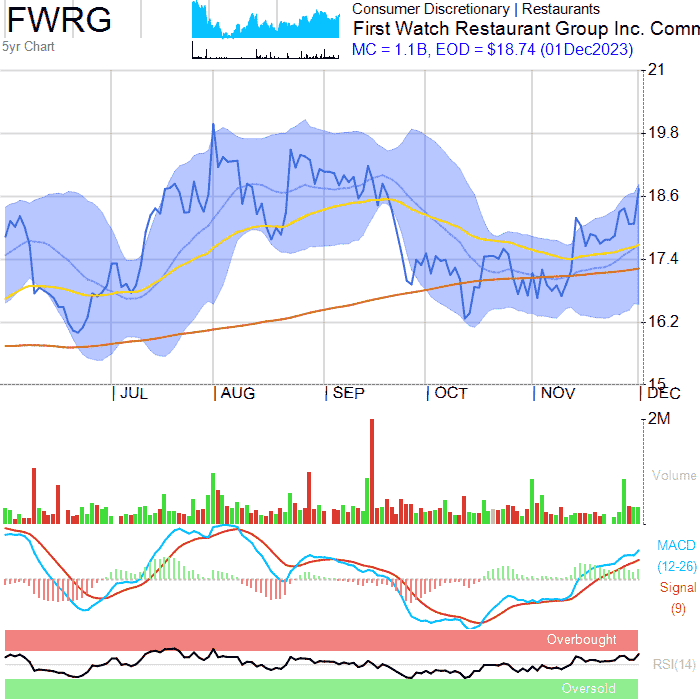 FWRG
5yr Chart
Consumer Discretionary | Restaurants
First Watch Restaurant Group Inc. Comm
MC = 1.1B, EOD = $18.74 (01Dec2023)
21
19.8
18.6
17.4
16.2
15
JUL AUG SEP OCT NOV DEC
2M
Volume
MACD
(12-26)
Signal
(9)
Overbought
RSI(14)
Oversold